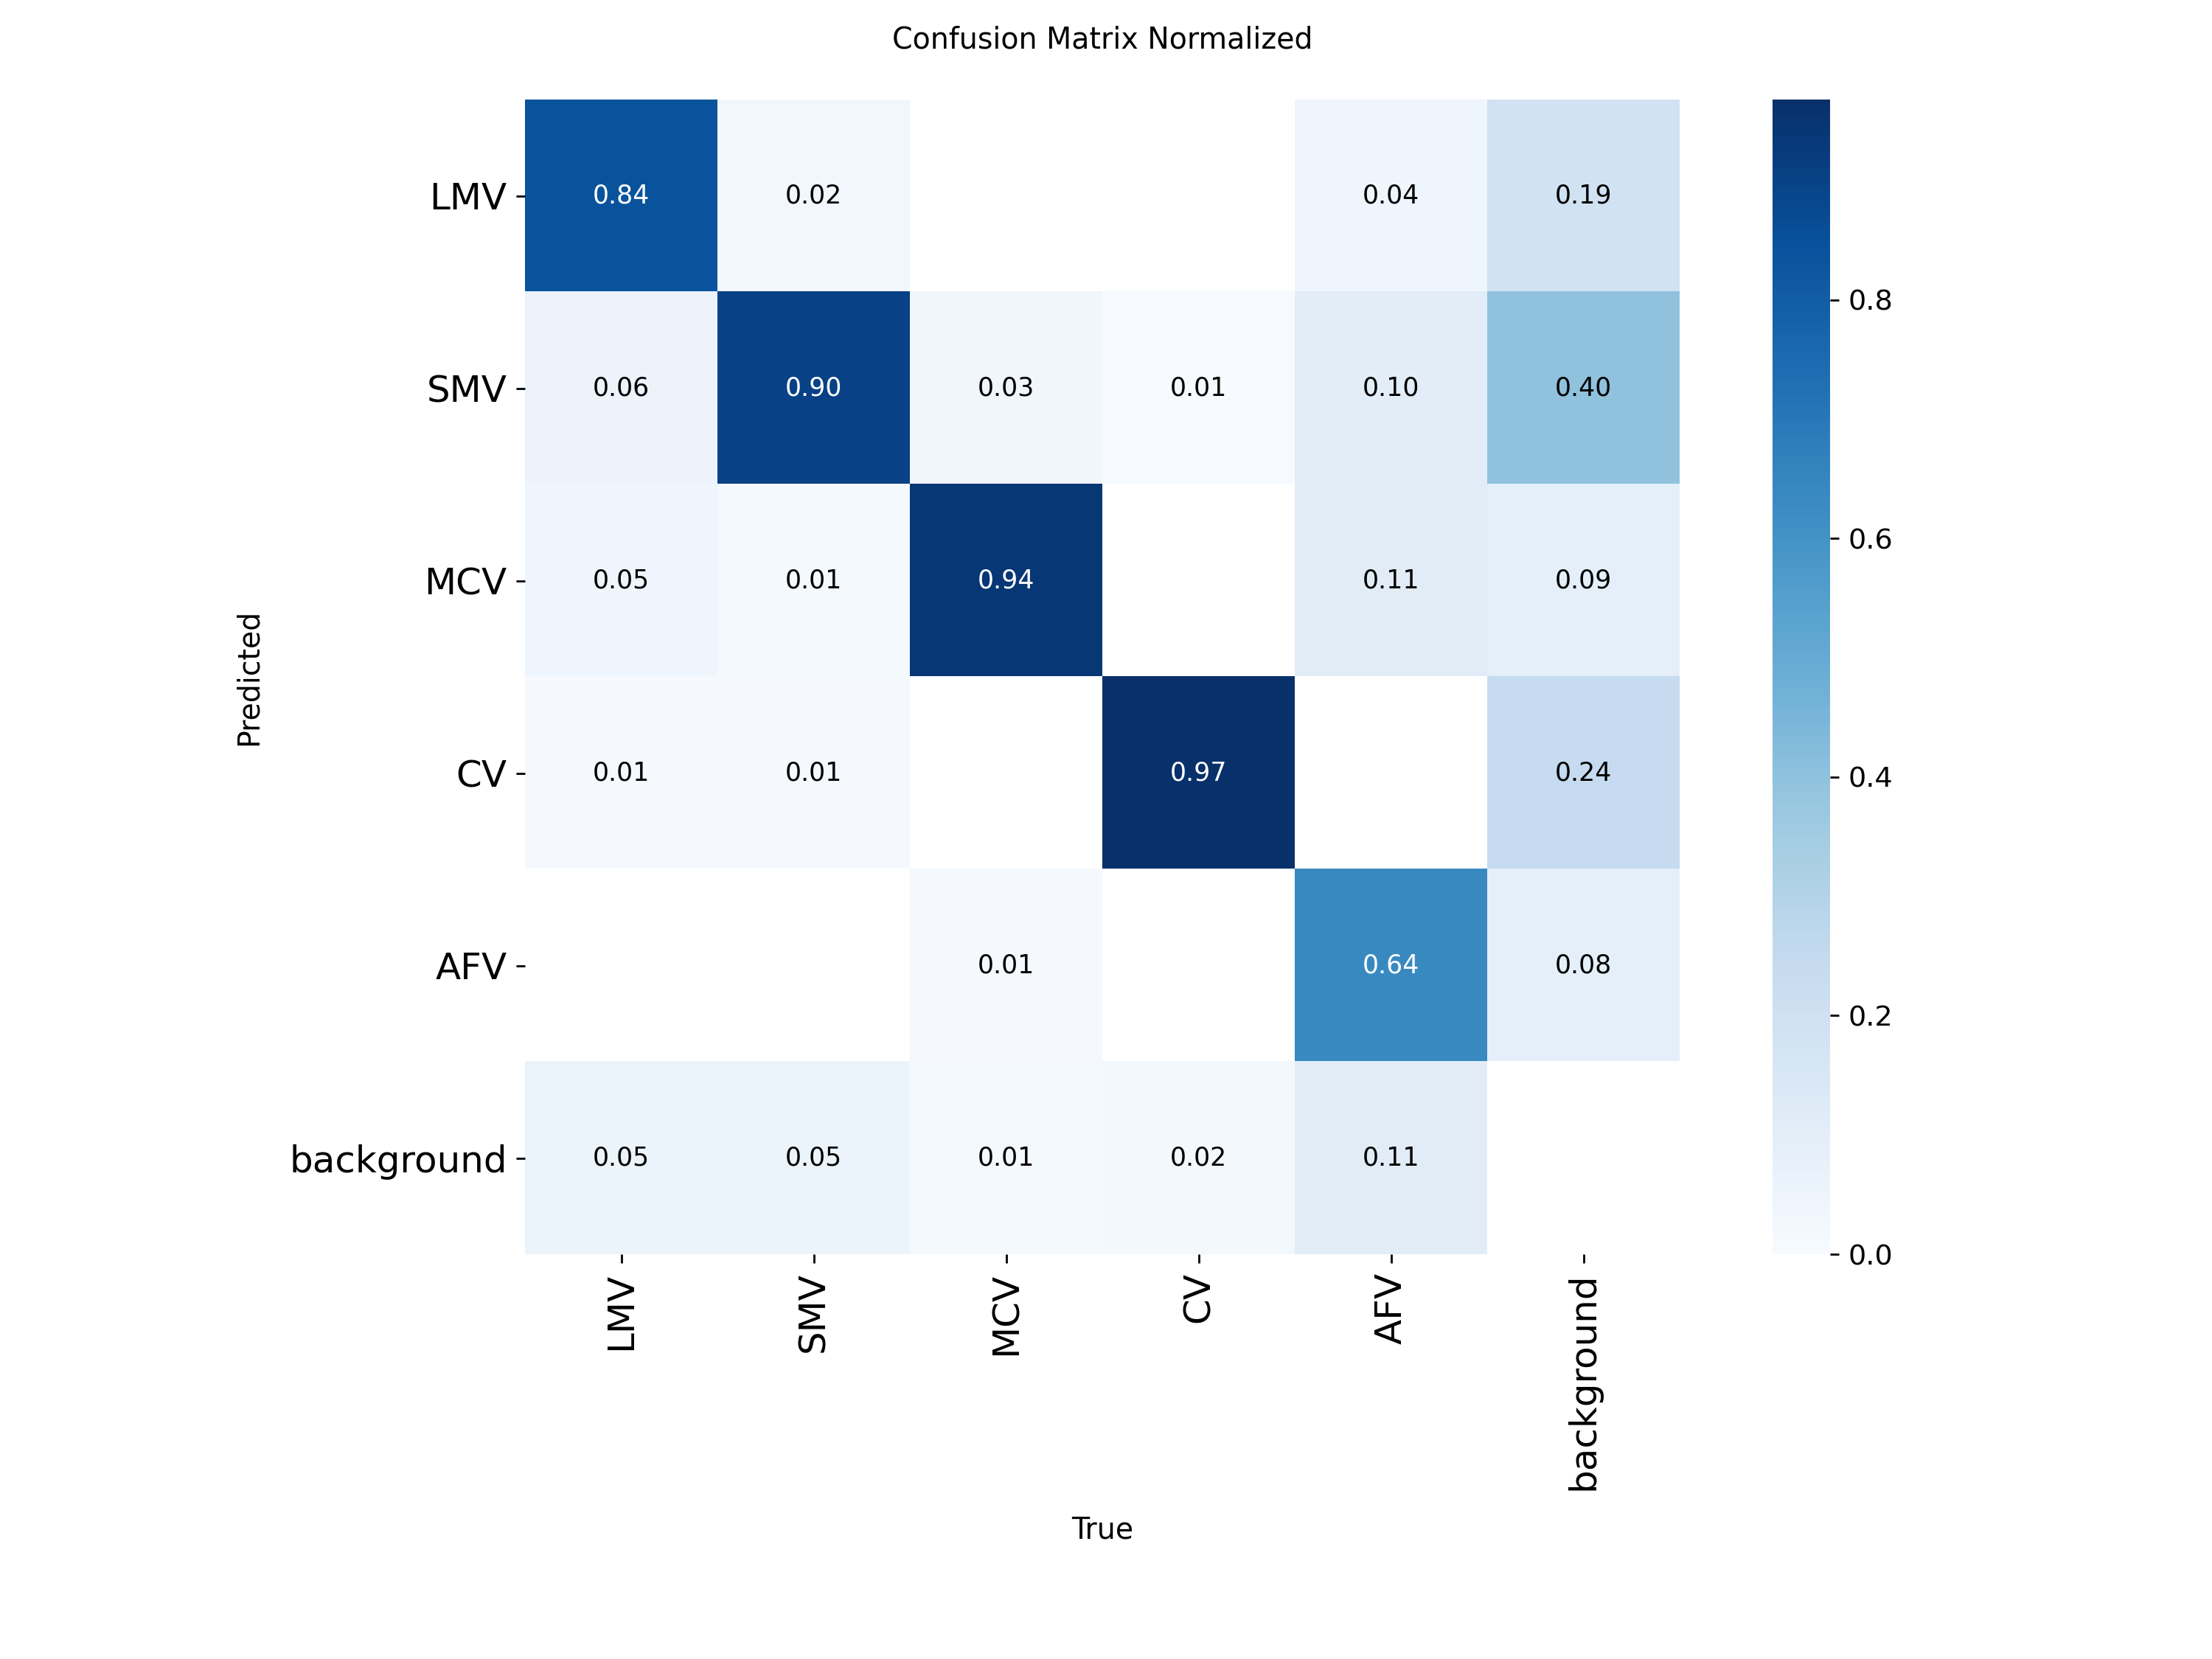 Confusion Matrix Normalized
LMV 0.84 0.02 0.04 0.19
SMV 0.06 0.90 0.03 0.01 0.10 0.40
MCV 0.05 0.01 0.94 0.11 0.09
CV 0.01 0.01 0.97 0.24
AFV 0.01 0.64 0.08
background 0.05 0.05 0.01 0.02 0.11
LMV SMV MCV CV AFV background
Predicted
True
0.8
0.6
0.4
0.2
0.0